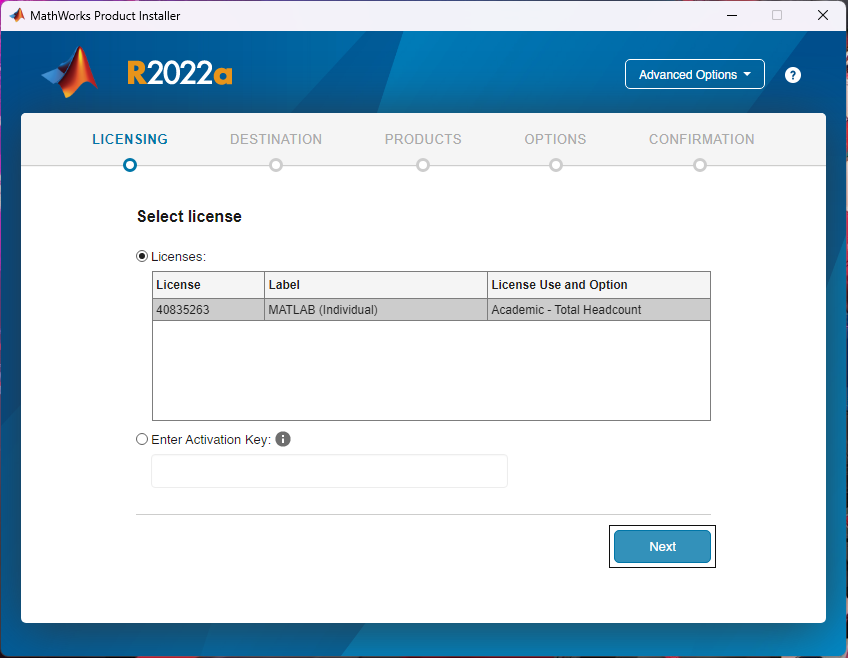 MathWorks Product Installer
R2022a
Advanced Options
?
LICENSING DESTINATION PRODUCTS OPTIONS CONFIRMATION
Select license
Licenses:
License Label License Use and Option
40835263 MATLAB (Individual) Academic - Total Headcount
Enter Activation Key: i
Next